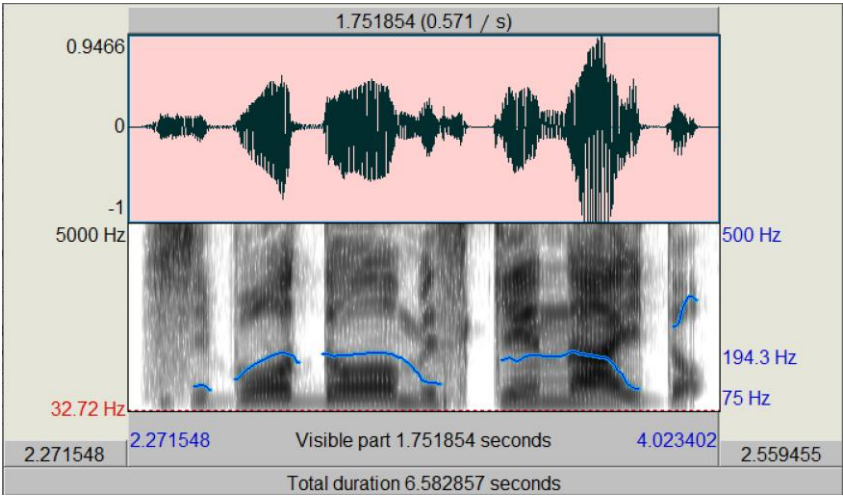 1.751854 (0.571 / s)
0.9466
0
-1
5000 Hz
500 Hz
194.3 Hz
75 Hz
32.72 Hz
2.271548
2.271548
Visible part 1.751854 seconds
4.023402
2.559455
Total duration 6.582857 seconds